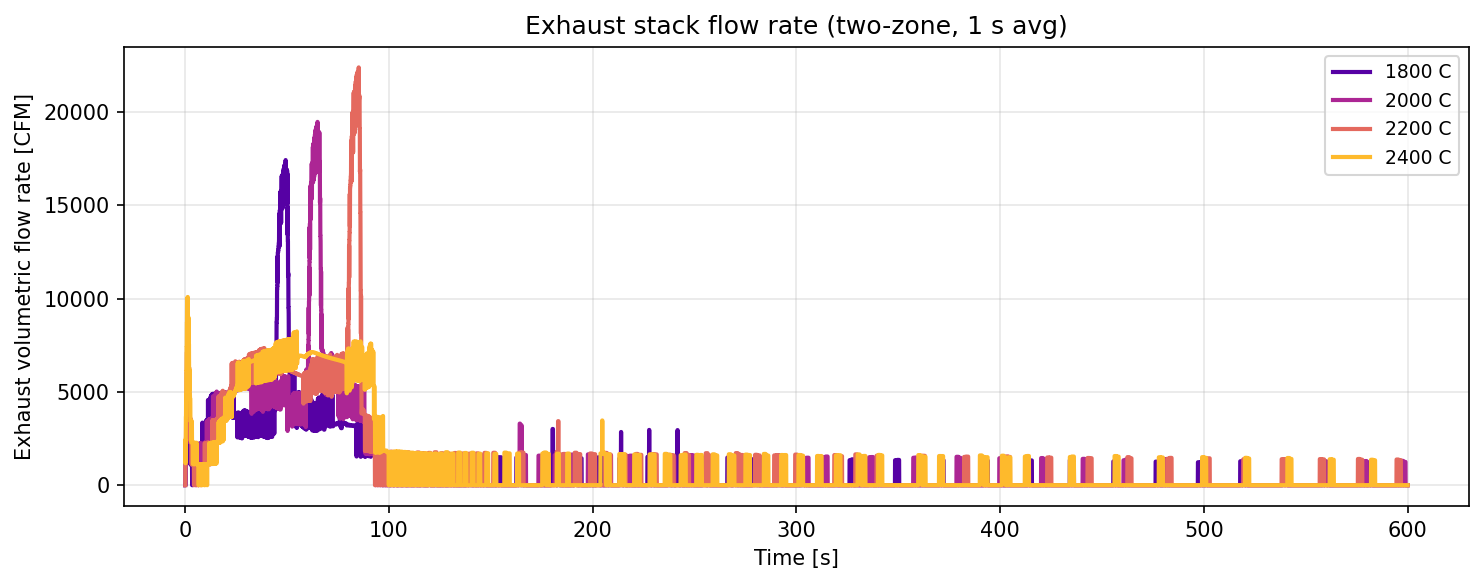 Exhaust stack flow rate (two-zone, 1 s avg)
Exhaust volumetric flow rate [CFM]
20000
15000
10000
5000
0
1800 C
2000 C
2200 C
2400 C
0 100 200 300 400 500 600
Time [s]